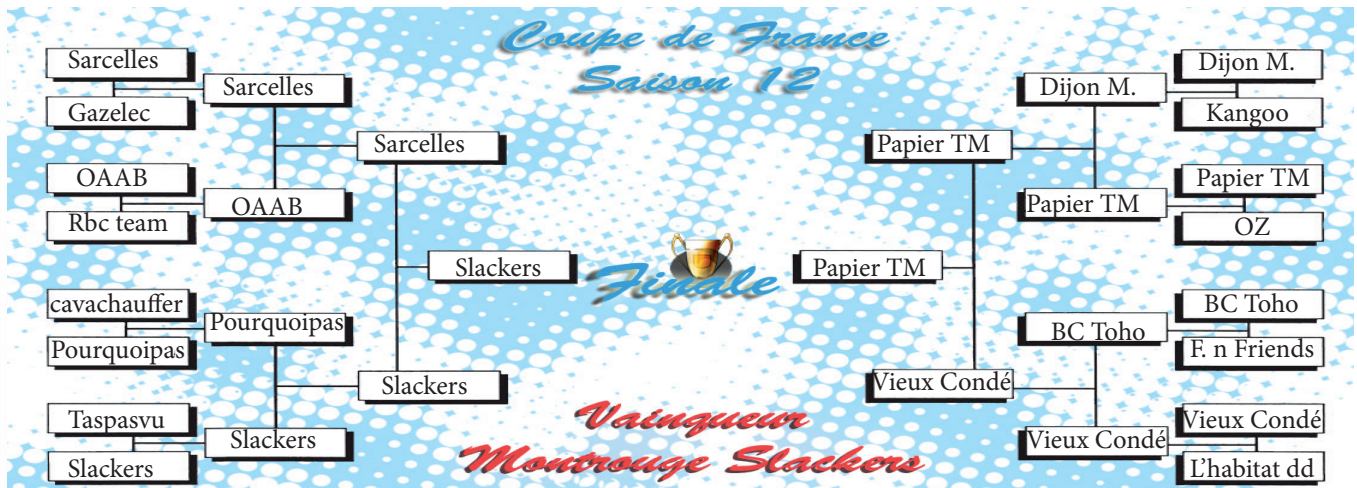 Coupe de France
Saison 12
Sarcelles
Gazelec
OAAB
Rbc team
cavachauffer
Pourquoipas
Taspasvu
Slackers
Sarcelles
OAAB
Pourquoipas
Slackers
Sarcelles
Slackers
Slackers
Finale
Papier TM
Papier TM
Vieux Condé
Dijon M.
Papier TM
BC Toho
Vieux Condé
Dijon M.
Kangoo
Papier TM
OZ
BC Toho
F. n Friends
Vieux Condé
L'habitat dd
Vainqueur
Montrouge Slackers